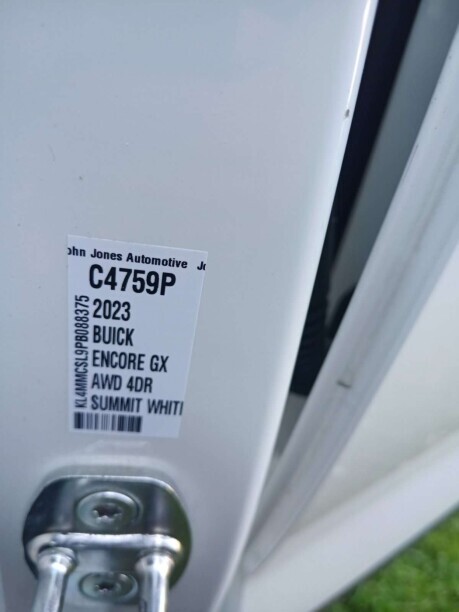 ohn Jones Automotive Jo
C4759P
2023
BUICK
ENCORE GX
AWD 4DR
SUMMIT WHIT
KL4MMCSL9PB088375